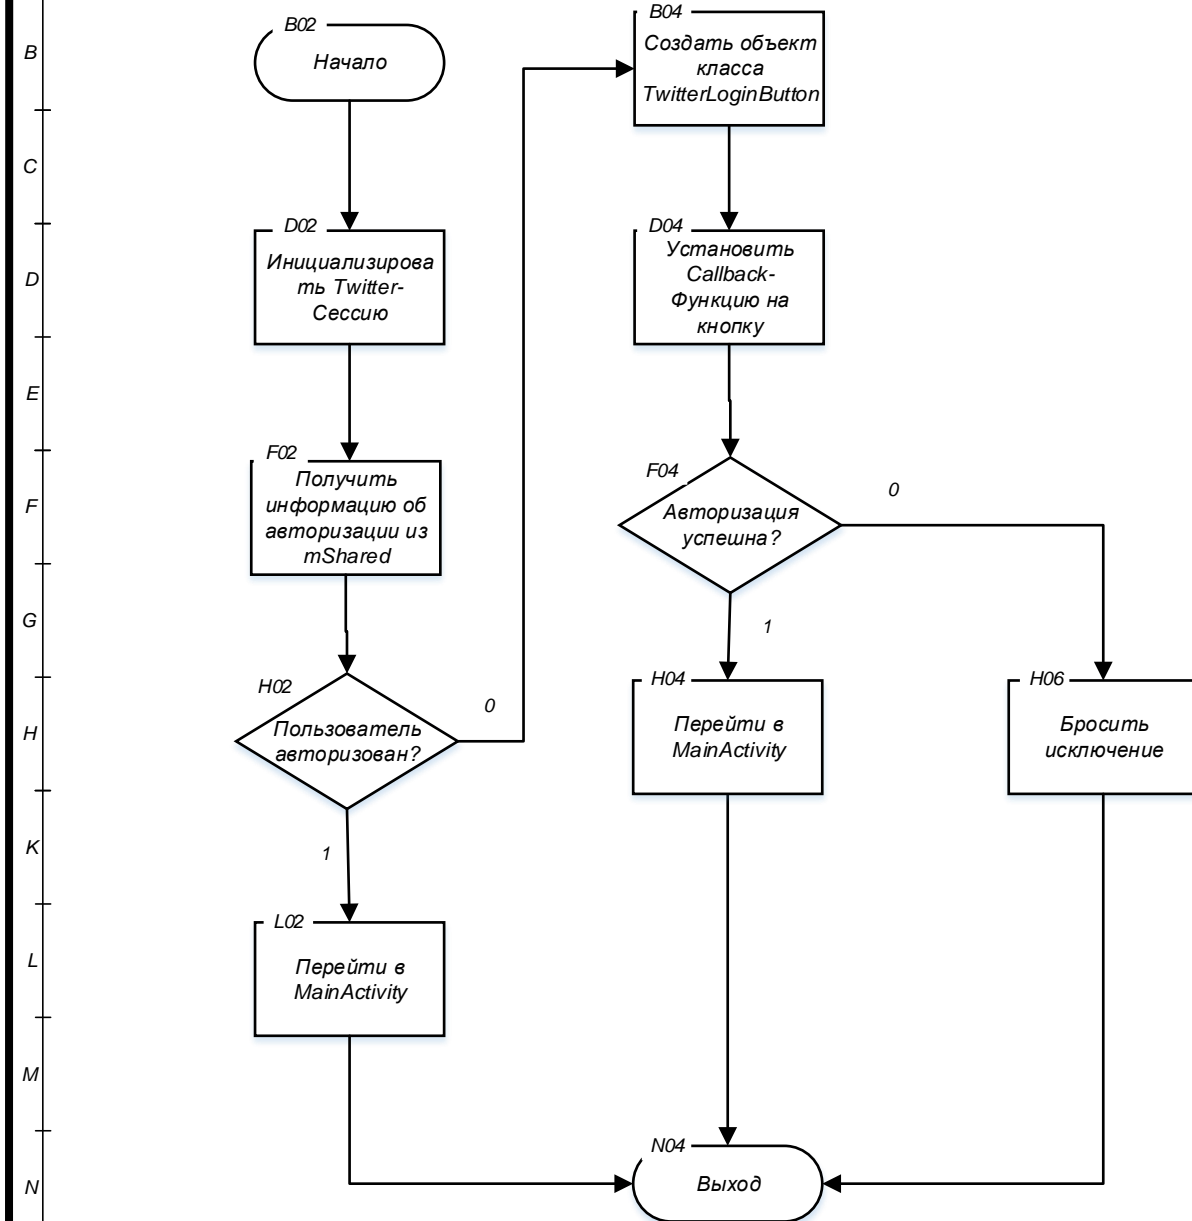 B
C
D
E
F
G
H
K
L
M
N
B02
Начало
D02
Инициализирова
ть Twitter-
Сессию
F02
Получить
информацию об
авторизации из
mShared
H02
Пользователь
авторизован?
0
1
L02
Перейти в
MainActivity
B04
Создать объект
класса
TwitterLoginButton
D04
Установить
Callback-
Функцию на
кнопку
F04
Авторизация
успешна?
0
1
H04
Перейти в
MainActivity
H06
Бросить
исключение
N04
Выход